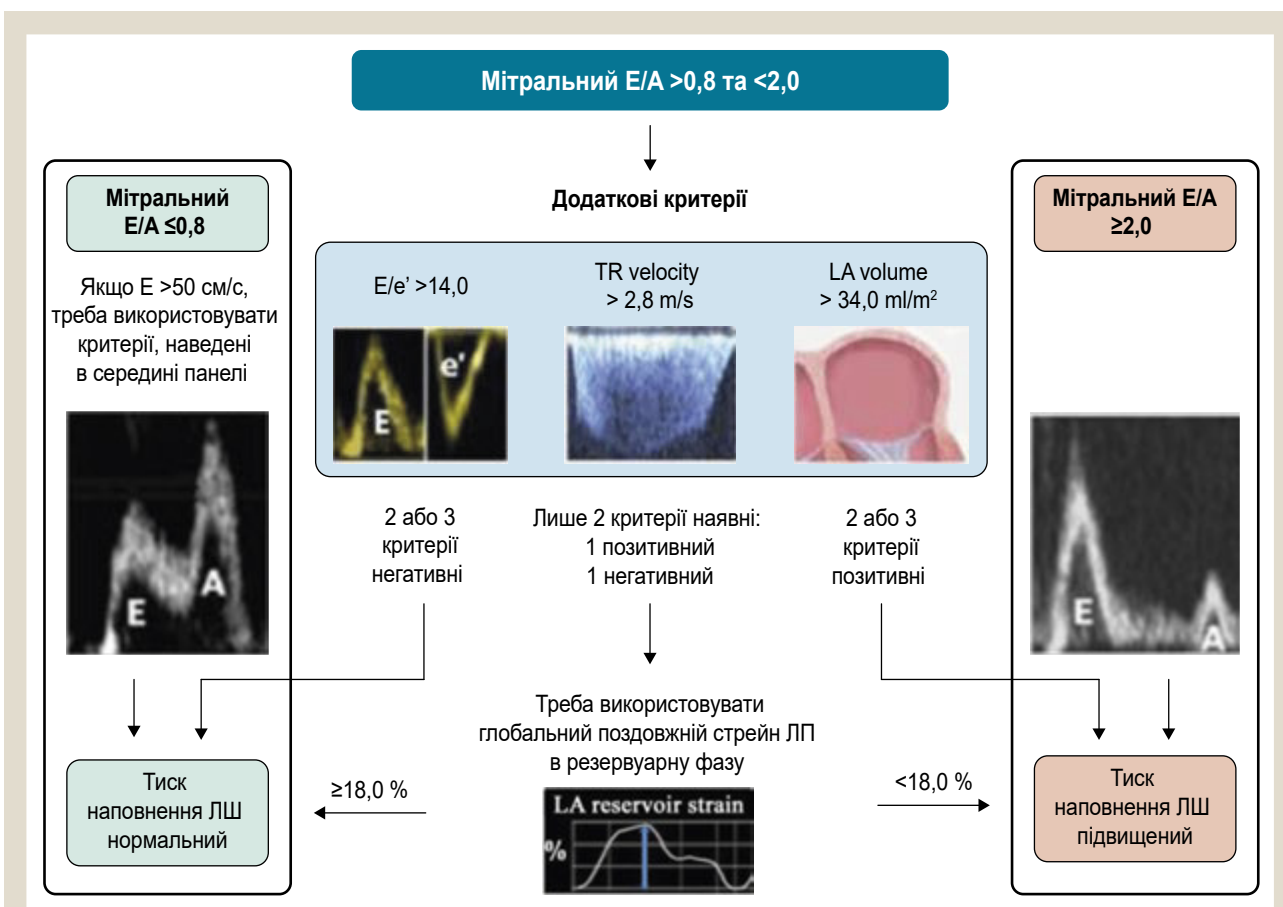 Мітральний E/A >0,8 та <2,0
Мітральний
E/A ≤0,8
Якщо E >50 см/с,
треба використовувати
критерії, наведені
в середині панелі
E
A
Додаткові критерії
E/e’ >14,0
E
e'
TR velocity
> 2,8 m/s
LA volume
> 34,0 ml/m²
2 або 3
критерії
негативні
Лише 2 критерії наявні:
1 позитивний
1 негативний
2 або 3
критерії
позитивні
Мітральний E/A
≥2,0
E
A
Треба використовувати
глобальний поздовжній стрейн ЛП
в резервуарну фазу
≥18,0 %
<18,0 %
LA reservoir strain
%
Тиск
наповнення ЛШ
нормальний
Тиск
наповнення ЛШ
підвищений